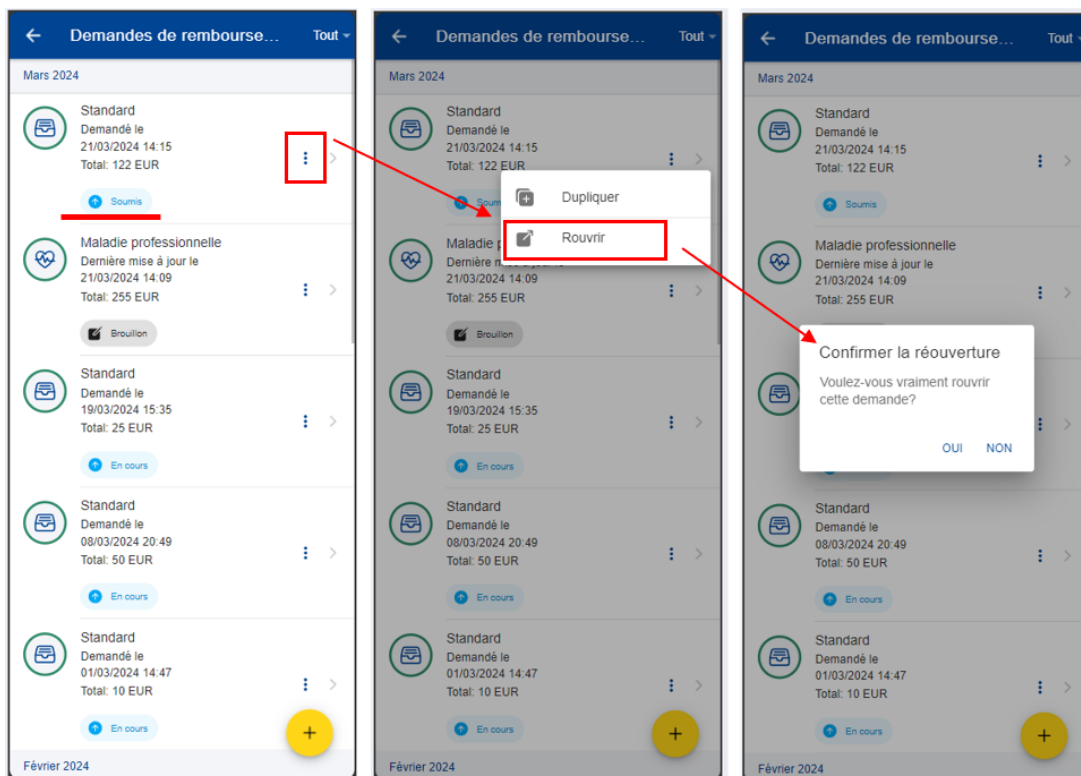 Demandes de rembourse...
Tout
Mars 2024
Standard
Demandé le
21/03/2024 14:15
Total: 122 EUR
Soumis
Maladie professionnelle
Dernière mise à jour le
21/03/2024 14:09
Total: 255 EUR
Brouillon
Standard
Demandé le
19/03/2024 15:35
Total: 25 EUR
En cours
Standard
Demandé le
08/03/2024 20:49
Total: 50 EUR
En cours
Standard
Demandé le
01/03/2024 14:47
Total: 10 EUR
En cours
Février 2024
Demandes de rembourse...
Tout
Mars 2024
Standard
Demandé le
21/03/2024 14:15
Total: 122 EUR
Dupliquer
Rouvrir
21/03/2024 14:09
Total: 255 EUR
Brouillon
Standard
Demandé le
19/03/2024 15:35
Total: 25 EUR
En cours
Standard
Demandé le
08/03/2024 20:49
Total: 50 EUR
En cours
Standard
Demandé le
01/03/2024 14:47
Total: 10 EUR
En cours
Février 2024
Demandes de rembourse...
Tout
Mars 2024
Standard
Demandé le
21/03/2024 14:15
Total: 122 EUR
Soumis
Maladie professionnelle
Dernière mise à jour le
21/03/2024 14:09
Total: 255 EUR
Confirmer la réouverture
Voulez-vous vraiment rouvrir
cette demande?
OUI NON
Standard
Demandé le
08/03/2024 20:49
Total: 50 EUR
En cours
Standard
Demandé le
01/03/2024 14:47
Total: 10 EUR
En cours
Février 2024